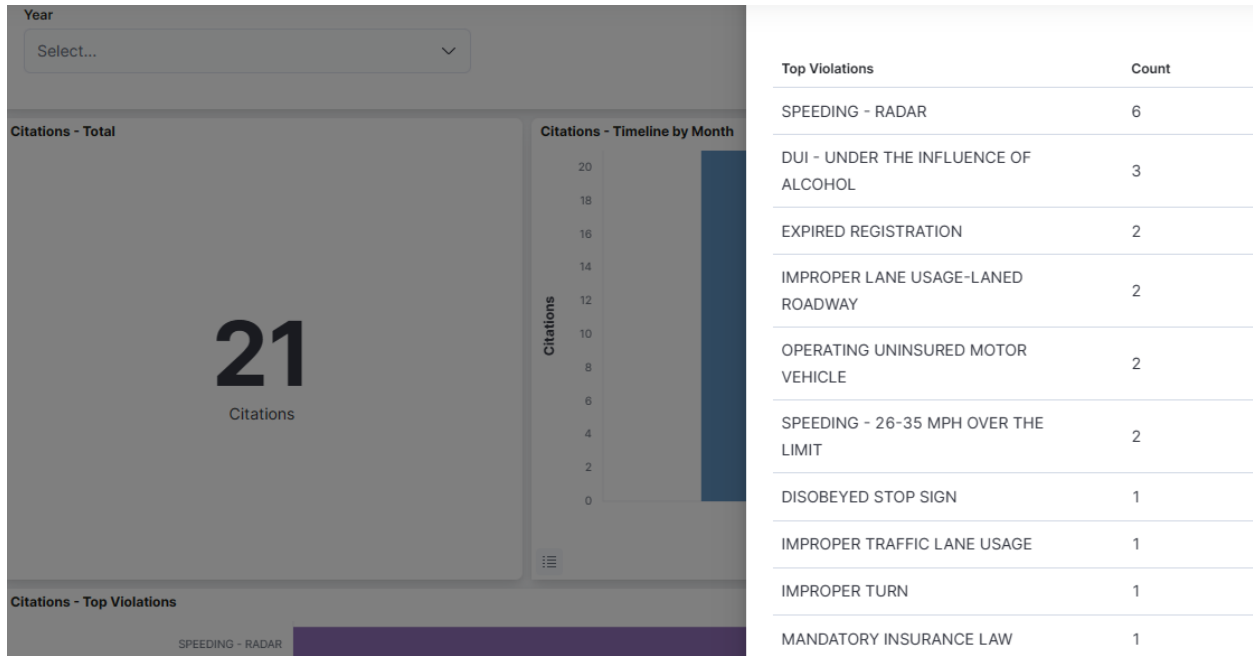 Year
Select...
Citations - Total
21
Citations
Citations - Timeline by Month
Citations
20
18
16
14
12
10
8
6
4
2
0
Citations - Top Violations
SPEEDING - RADAR
Top Violations Count
SPEEDING - RADAR 6
DUI - UNDER THE INFLUENCE OF
ALCOHOL 3
EXPIRED REGISTRATION 2
IMPROPER LANE USAGE-LANED
ROADWAY 2
OPERATING UNINSURED MOTOR
VEHICLE 2
SPEEDING - 26-35 MPH OVER THE
LIMIT 2
DISOBEYED STOP SIGN 1
IMPROPER TRAFFIC LANE USAGE 1
IMPROPER TURN 1
MANDATORY INSURANCE LAW 1